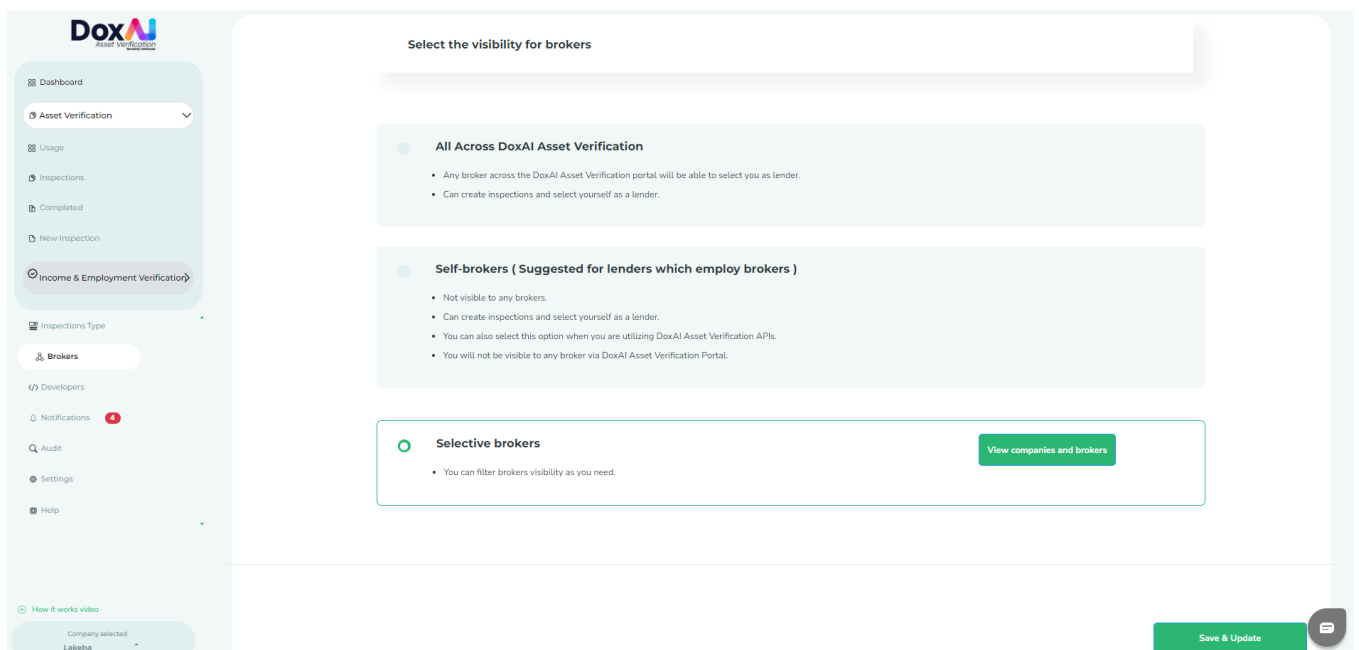 DoxAI
Asset Verification
Dashboard
Asset Verification
Usage
Inspections
Completed
New Inspection
Income & Employment Verification
Inspections Type
Brokers
Developers
Notifications 4
Audit
Settings
Help
How it works video
Company selected
Lakeba
Select the visibility for brokers
All Across DoxAI Asset Verification
Any broker across the DoxAI Asset Verification portal will be able to select you as lender.
Can create inspections and select yourself as a lender.
Self-brokers ( Suggested for lenders which employ brokers )
Not visible to any brokers.
Can create inspections and select yourself as a lender.
You can also select this option when you are utilizing DoxAI Asset Verification APIs.
You will not be visible to any broker via DoxAI Asset Verification Portal.
Selective brokers
View companies and brokers
You can filter brokers visibility as you need.
Save & Update